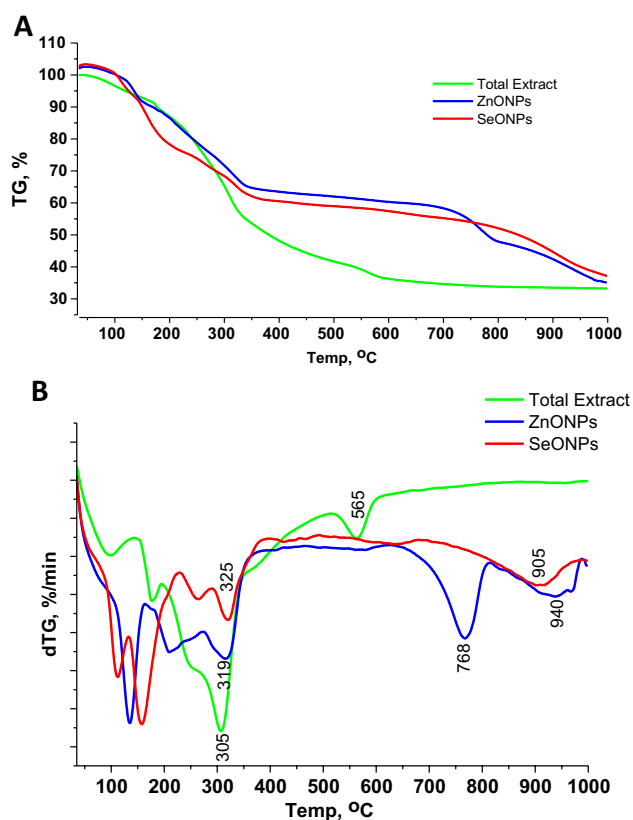 A
TG, %
100
90
80
70
60
50
40
30
Total Extract
ZnONPs
SeONPs
100 200 300 400 500 600 700 800 900 1000
Temp, ⁰C
B
dTG, %/min
Total Extract
ZnONPs
SeONPs
565
325
905
319
940
768
305
100 200 300 400 500 600 700 800 900 1000
Temp, ⁰C